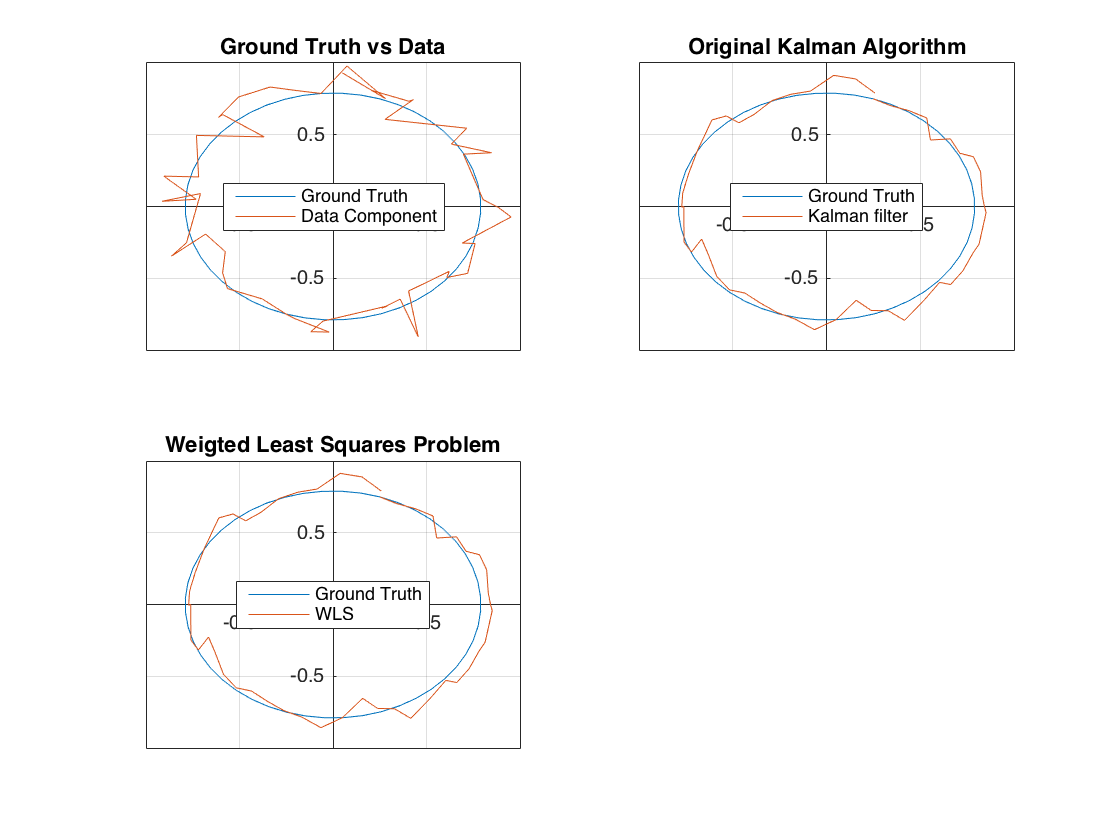 Ground Truth vs Data
0.5
Ground Truth
Data Component
-0.5
Original Kalman Algorithm
0.5
Ground Truth
Kalman filter
-0.5
Weigted Least Squares Problem
0.5
Ground Truth
WLS
-0.5